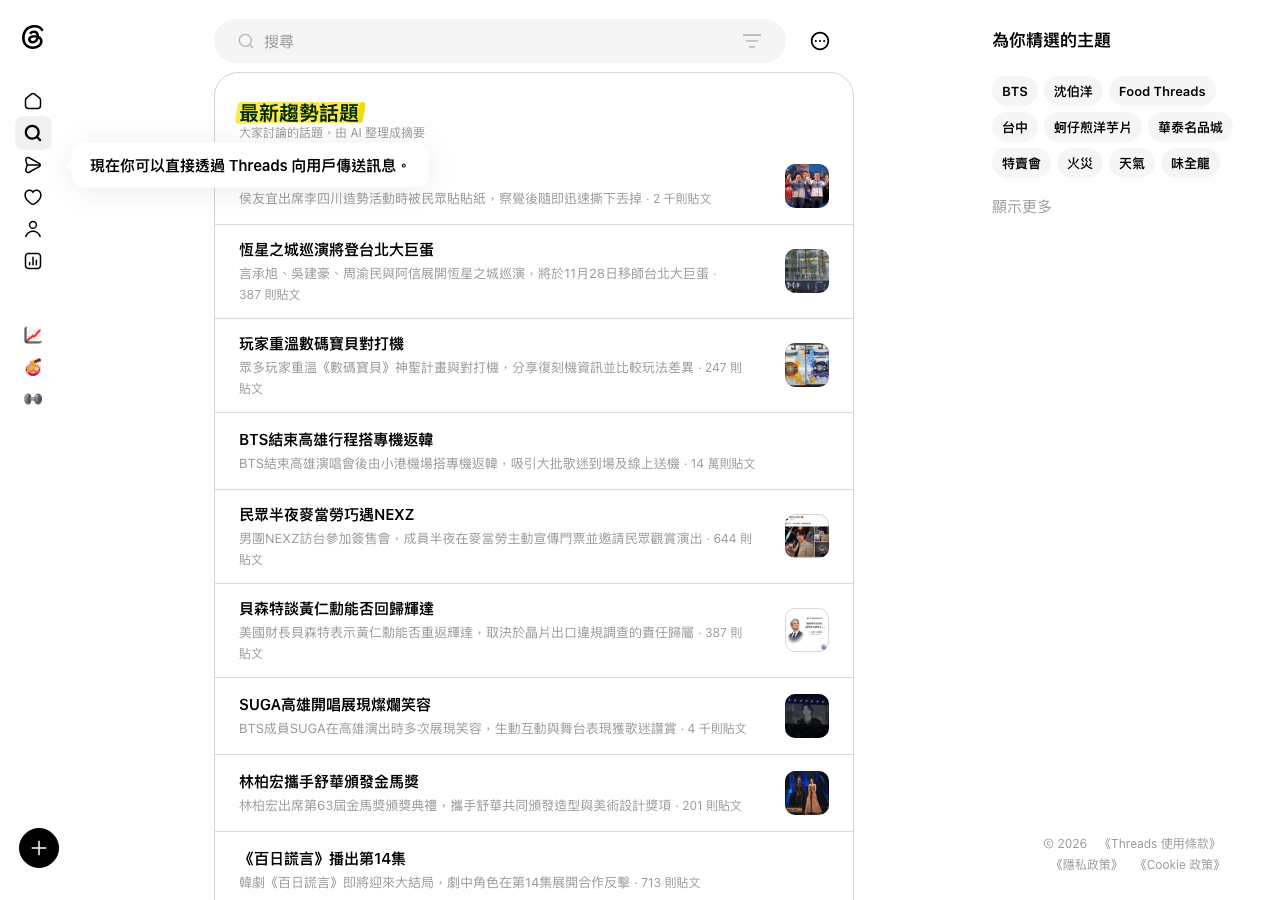 搜尋
最新趨勢話題
大家討論的話題，由 AI 整理成摘要
現在你可以直接透過 Threads 向用戶傳送訊息。
侯友宜出席李四川造勢活動時被民眾貼貼紙，察覺後隨即迅速撕下丟掉 · 2 千則貼文
恆星之城巡演將登台北大巨蛋
言承旭、吳建豪、周渝民與阿信展開恆星之城巡演，將於11月28日移師台北大巨蛋 ·
387 則貼文
玩家重溫數碼寶貝對打機
眾多玩家重溫《數碼寶貝》神聖計畫與對打機，分享復刻機資訊並比較玩法差異 · 247 則
貼文
BTS結束高雄行程搭專機返韓
BTS結束高雄演唱會後由小港機場搭專機返韓，吸引大批歌迷到場及線上送機 · 14 萬則貼文
民眾半夜麥當勞巧遇NEXZ
男團NEXZ訪台參加簽售會，成員半夜在麥當勞主動宣傳門票並邀請民眾觀賞演出 · 644 則
貼文
貝森特談黃仁勳能否回歸輝達
美國財長貝森特表示黃仁勳能否重返輝達，取決於晶片出口違規調查的責任歸屬 · 387 則
貼文
SUGA高雄開唱展現燦爛笑容
BTS成員SUGA在高雄演出時多次展現笑容，生動互動與舞台表現獲歌迷讚賞 · 4 千則貼文
林柏宏攜手舒華頒發金馬獎
林柏宏出席第63屆金馬獎頒獎典禮，攜手舒華共同頒發造型與美術設計獎項 · 201 則貼文
《百日謊言》播出第14集
韓劇《百日謊言》即將迎來大結局，劇中角色在第14集展開合作反擊 · 713 則貼文
為你精選的主題
BTS 沈伯洋 Food Threads
台中 蚵仔煎洋芋片 華泰名品城
特賣會 火災 天氣 味全龍
顯示更多
© 2026 《Threads 使用條款》
《隱私政策》 《Cookie 政策》